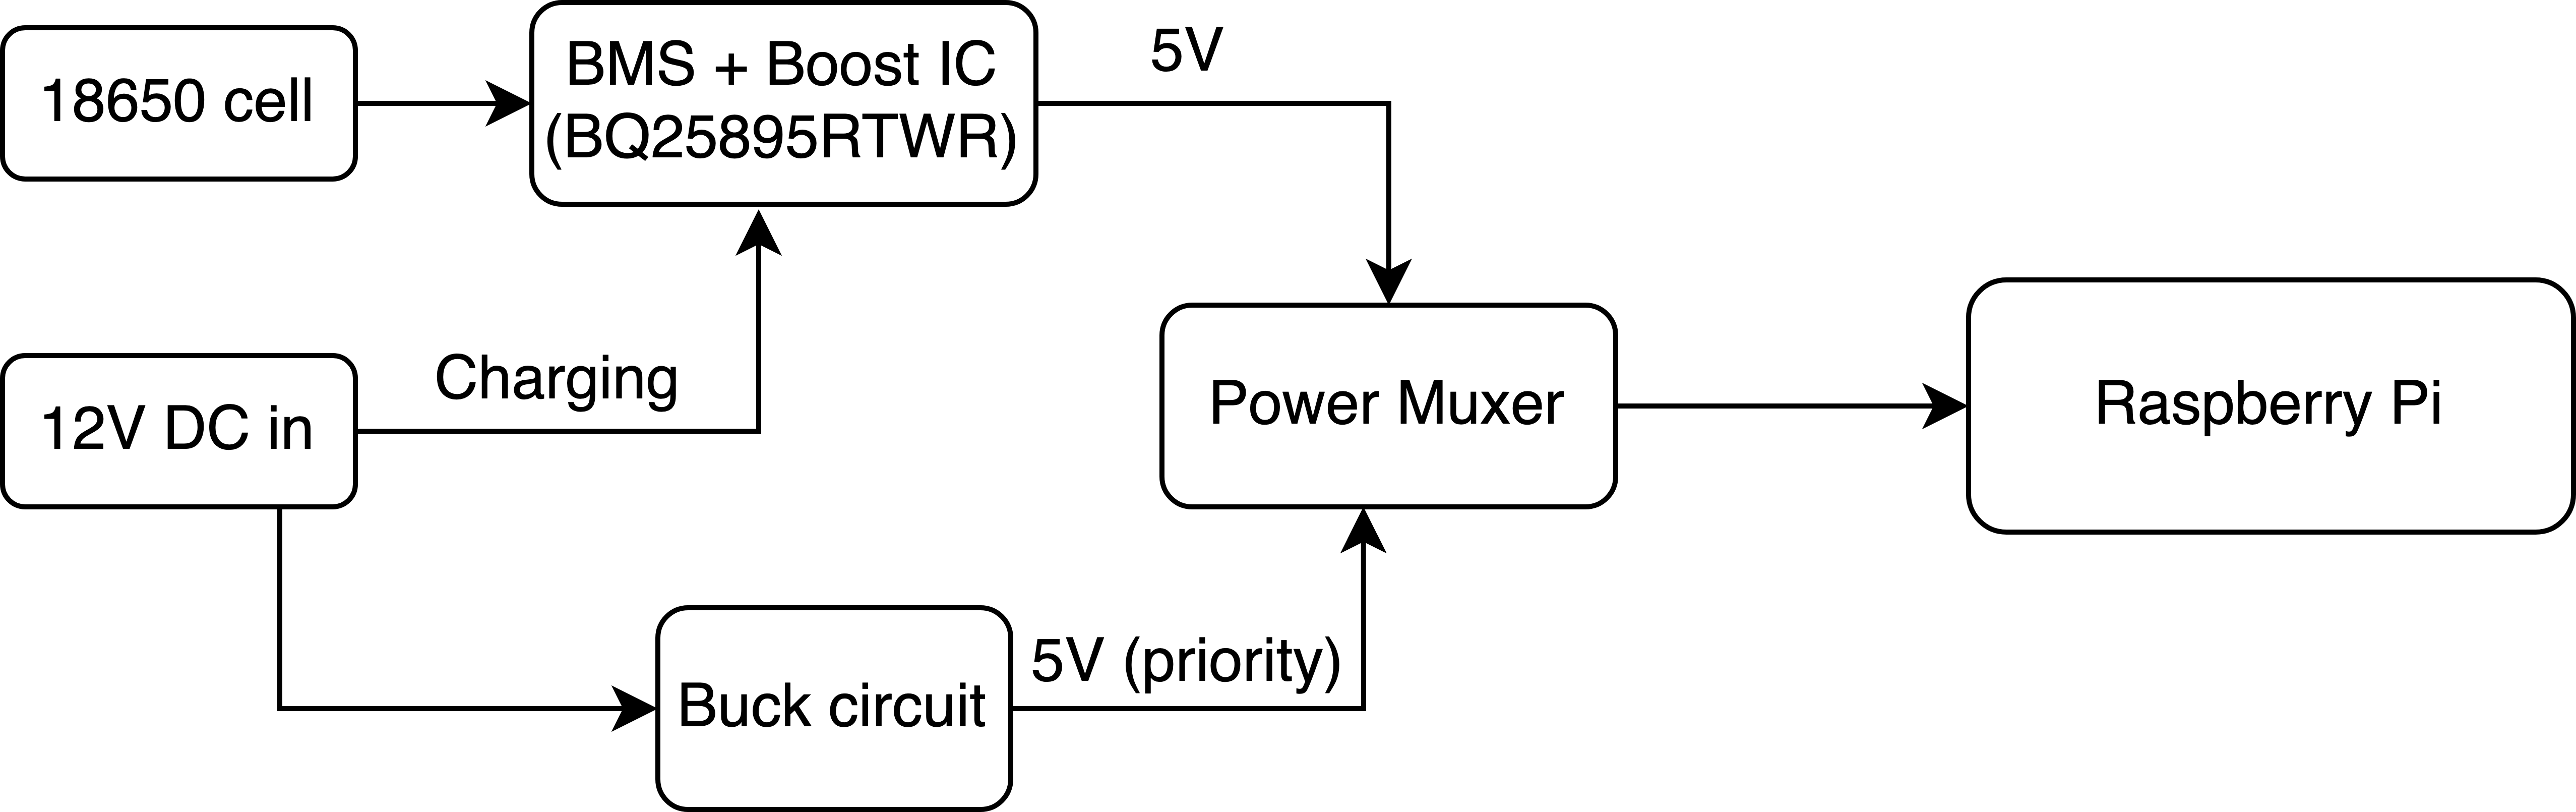 18650 cell
BMS + Boost IC
(BQ25895RTWR)
5V
12V DC in
Charging
Power Muxer
Raspberry Pi
Buck circuit
5V (priority)